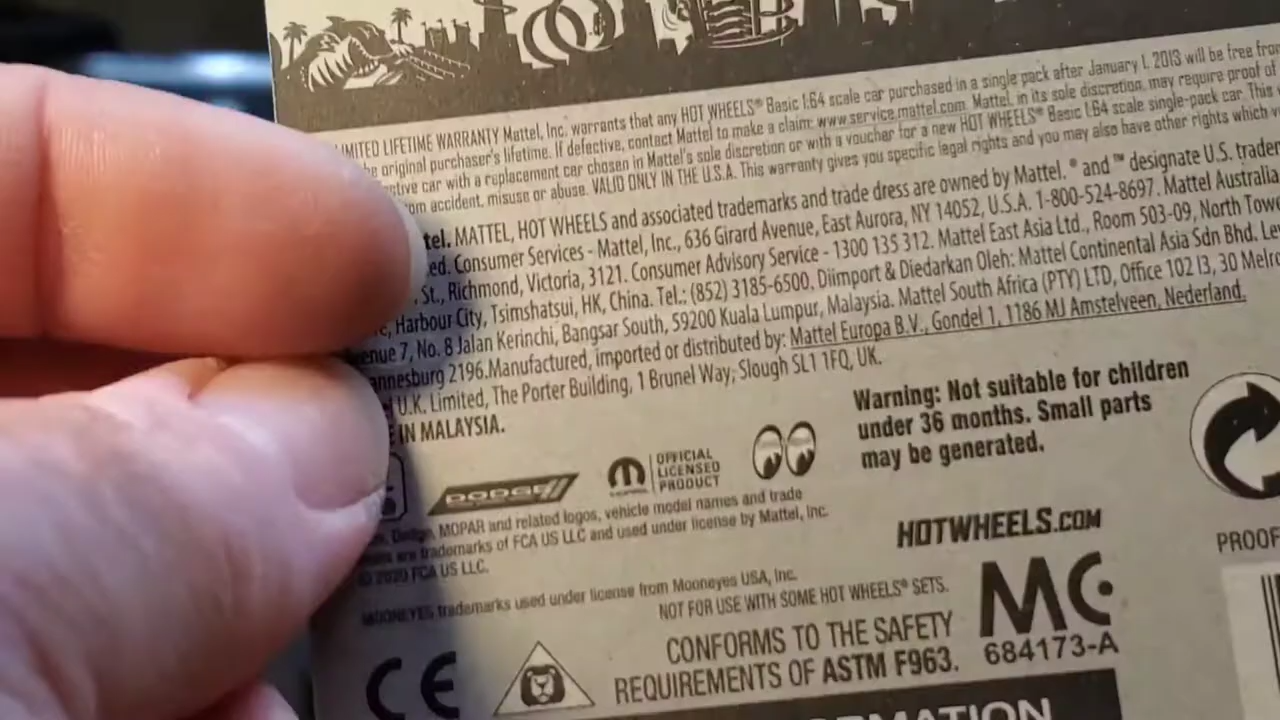 LIMITED LIFETIME WARRANTY Mattel, Inc. warrants that any HOT WHEELS® Basic 1:64 scale car purchased in a single pack after January 1, 2013 will be free from
the original purchaser's lifetime. If defective, contact Mattel to make a claim: www.service.mattel.com. Mattel, in its sole discretion, may require proof of
ctive car with a replacement car chosen in Mattel's sole discretion or with a voucher for a new HOT WHEELS® Basic 1:64 scale single-pack car. This
om accident, misuse or abuse. VALID ONLY IN THE U.S.A. This warranty gives you specific legal rights and you may also have other rights which
tel. MATTEL, HOT WHEELS and associated trademarks and trade dress are owned by Mattel. ® and ™ designate U.S. tradem
ed. Consumer Services - Mattel, Inc., 636 Girard Avenue, East Aurora, NY 14052, U.S.A. 1-800-524-8697. Mattel Australia
St., Richmond, Victoria, 3121. Consumer Advisory Service - 1300 135 312. Mattel East Asia Ltd., Room 503-09, North Towe
, Harbour City, Tsimshatsui, HK, China. Tel.: (852) 3185-6500. Diimport & Diedarkan Oleh: Mattel Continental Asia Sdn Bhd. Le
enue 7, No. 8 Jalan Kerinchi, Bangsar South, 59200 Kuala Lumpur, Malaysia. Mattel South Africa (PTY) LTD, Office 102 I3, 30 Melro
annesburg 2196.Manufactured, imported or distributed by: Mattel Europa B.V., Gondel 1, 1186 MJ Amstelveen, Nederland.
U.K. Limited, The Porter Building, 1 Brunel Way, Slough SL1 1FQ, UK.
IN MALAYSIA.
Warning: Not suitable for children
under 36 months. Small parts
may be generated.
DODGE
OFFICIAL
LICENSED
PRODUCT
Dodge, MOPAR and related logos, vehicle model names and trade
are trademarks of FCA US LLC and used under license by Mattel, Inc.
© 2020 FCA US LLC.
MOONEYES trademarks used under license from Mooneyes USA, Inc.
HOTWHEELS.COM
PROOF
NOT FOR USE WITH SOME HOT WHEELS® SETS.
CONFORMS TO THE SAFETY
REQUIREMENTS OF ASTM F963.
MC
684173-A
CE